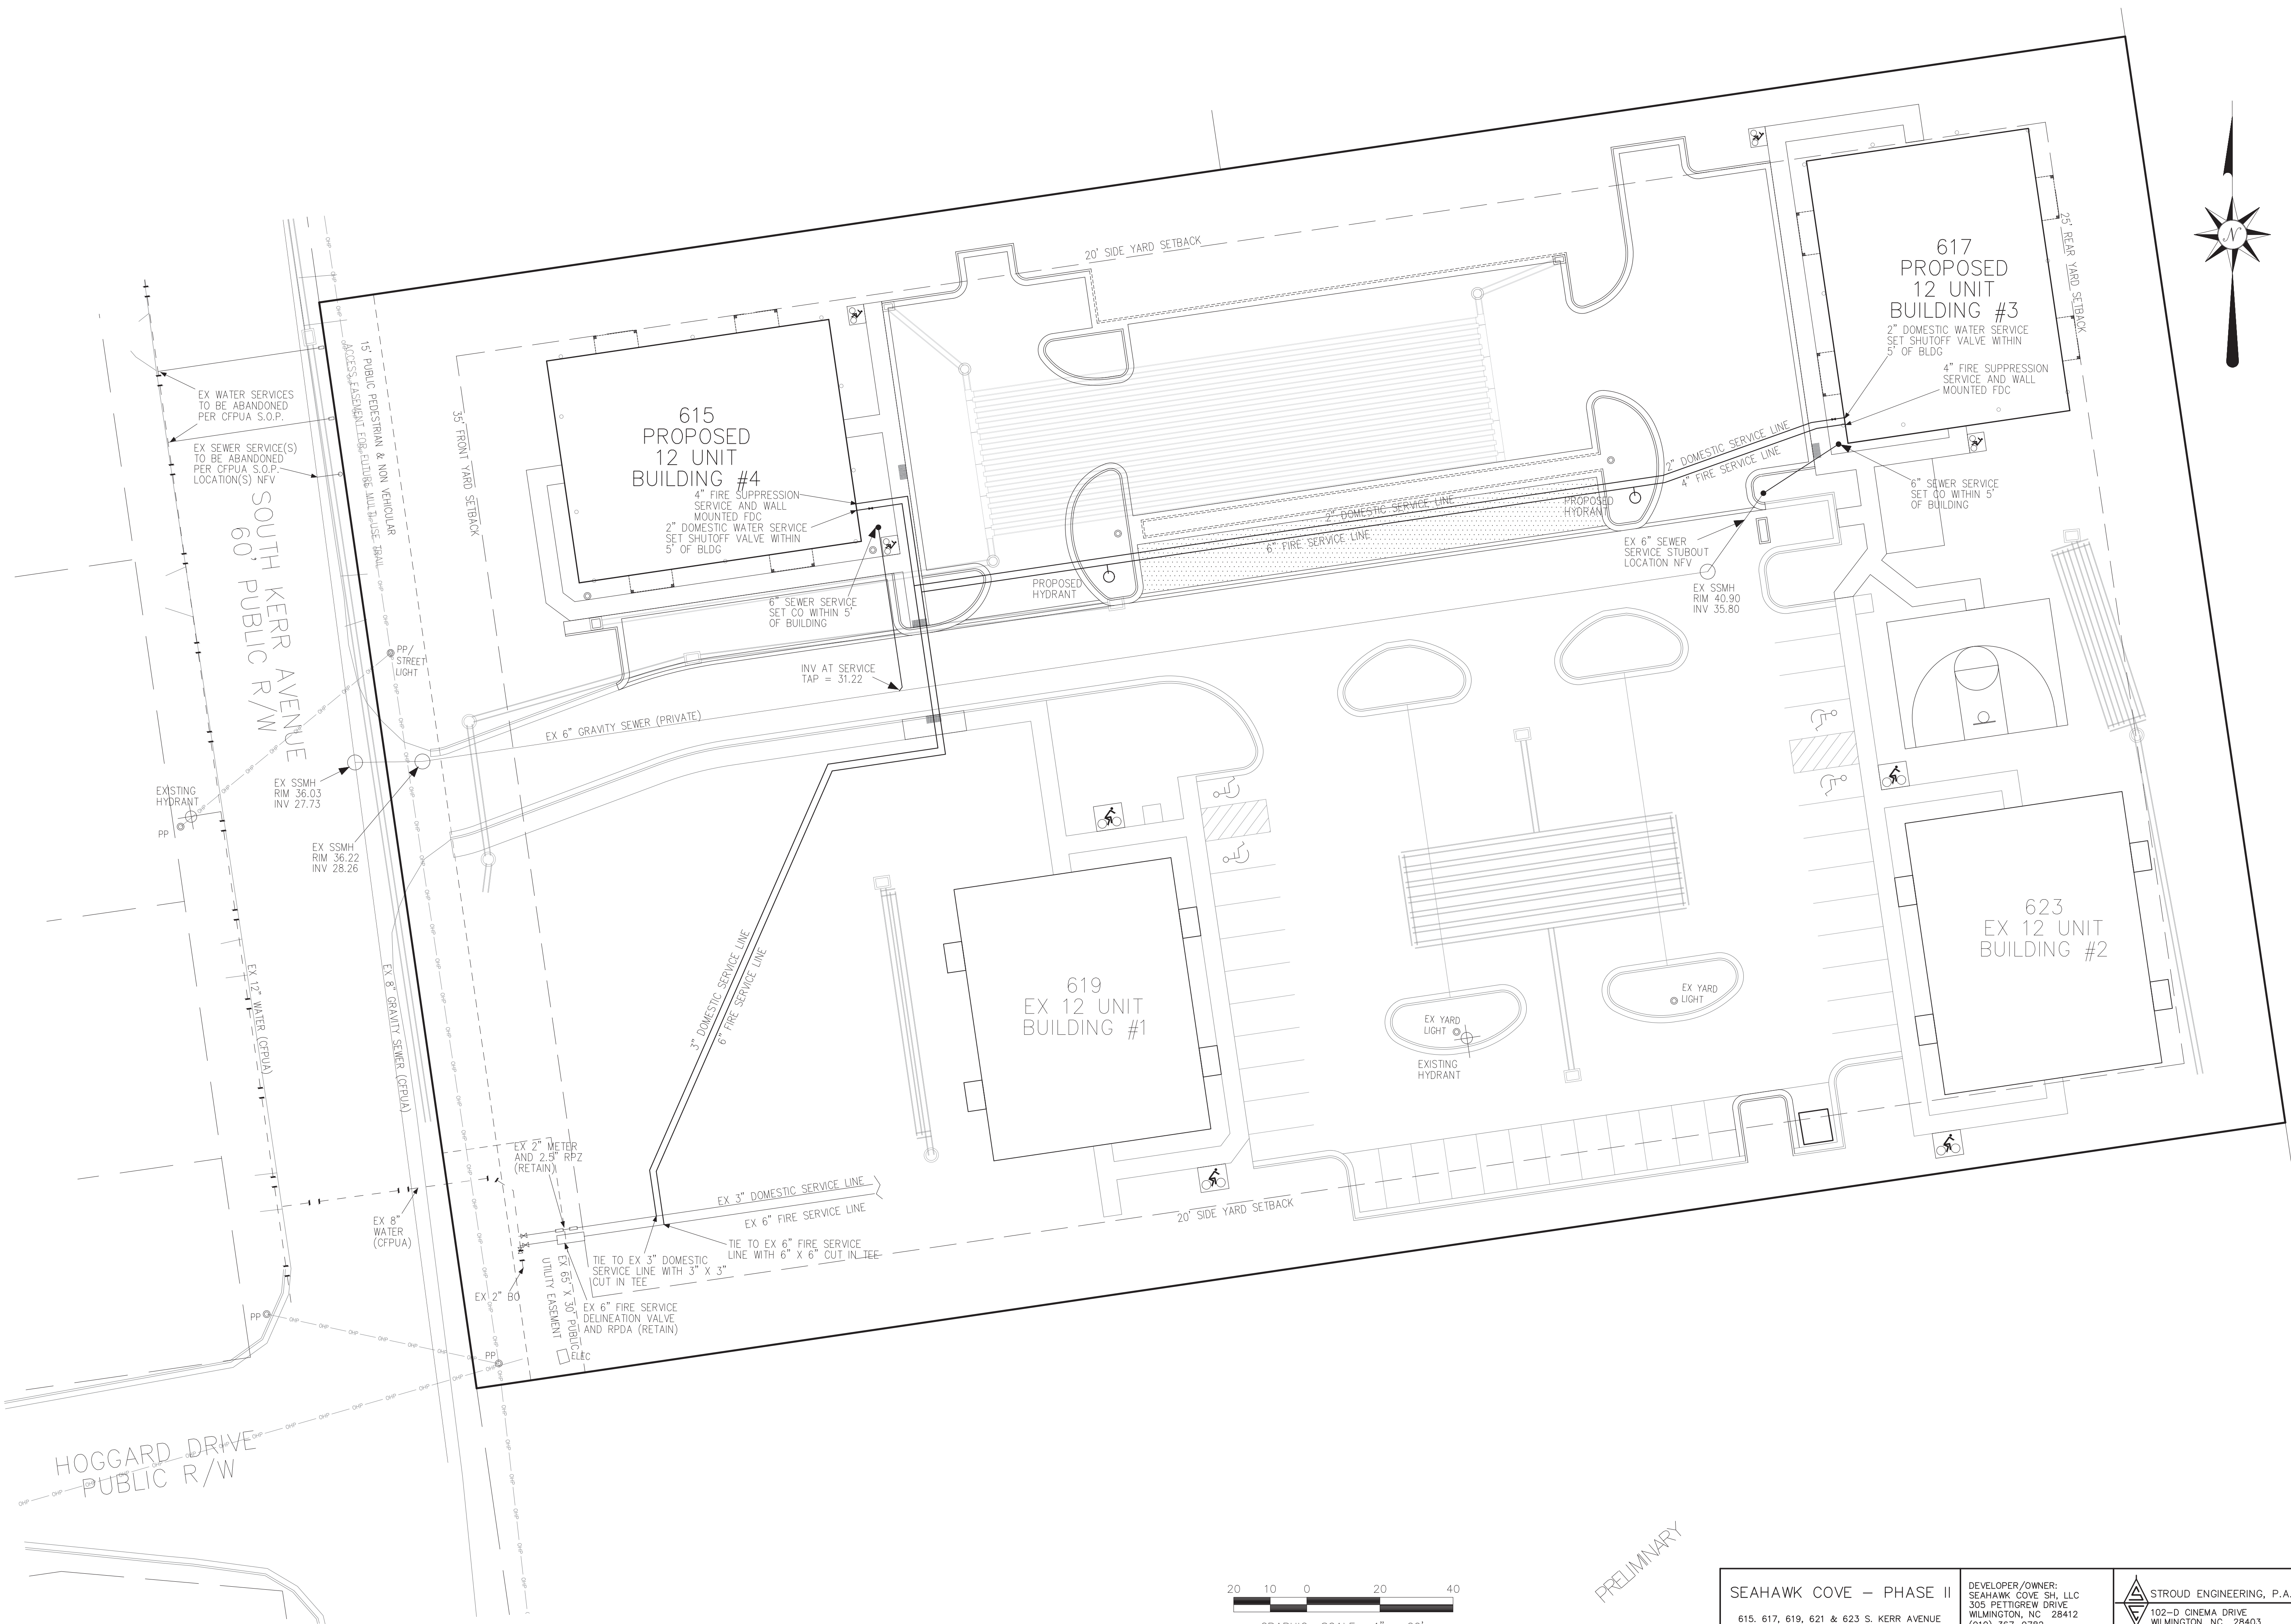 20' SIDE YARD SETBACK
25' REAR YARD SETBACK
N
617
PROPOSED
12 UNIT
BUILDING #3
2" DOMESTIC WATER SERVICE
SET SHUTOFF VALVE WITHIN
5' OF BLDG
4" FIRE SUPPRESSION
SERVICE AND WALL
MOUNTED FDC
EX WATER SERVICES
TO BE ABANDONED
PER CFPUA S.O.P.
EX SEWER SERVICE(S)
TO BE ABANDONED
PER CFPUA S.O.P.
LOCATION(S) NFV
15' PUBLIC PEDESTRIAN & NON VEHICULAR
ACCESS EASEMENT FOR FUTURE MULTI USE TRAIL
35' FRONT YARD SETBACK
615
PROPOSED
12 UNIT
BUILDING #4
4" FIRE SUPPRESSION
SERVICE AND WALL
MOUNTED FDC
2" DOMESTIC WATER SERVICE
SET SHUTOFF VALVE WITHIN
5' OF BLDG
2" DOMESTIC SERVICE LINE
4" FIRE SERVICE LINE
PROPOSED
HYDRANT
2" DOMESTIC SERVICE LINE
6" FIRE SERVICE LINE
6" SEWER SERVICE
SET CO WITHIN 5'
OF BUILDING
EX 6" SEWER
SERVICE STUBOUT
LOCATION NFV
EX SSMH
RIM 40.90
INV 35.80
PROPOSED
HYDRANT
6" SEWER SERVICE
SET CO WITHIN 5'
OF BUILDING
INV AT SERVICE
TAP = 31.22
SOUTH KERR AVENUE
60' PUBLIC R/W
PP/
STREET
LIGHT
EX 6" GRAVITY SEWER (PRIVATE)
EX SSMH
RIM 36.03
INV 27.73
EXISTING
HYDRANT
PP
EX SSMH
RIM 36.22
INV 28.26
EX 12" WATER (CFPUA)
EX 8" GRAVITY SEWER (CFPUA)
3" DOMESTIC SERVICE LINE
6" FIRE SERVICE LINE
619
EX 12 UNIT
BUILDING #1
623
EX 12 UNIT
BUILDING #2
EX YARD
LIGHT
EX YARD
LIGHT
EXISTING
HYDRANT
EX 2" METER
AND 2.5" RPZ
(RETAIN)
EX 3" DOMESTIC SERVICE LINE
EX 6" FIRE SERVICE LINE
20' SIDE YARD SETBACK
EX 8"
WATER
(CFPUA)
TIE TO EX 6" FIRE SERVICE
LINE WITH 6" X 6" CUT IN TEE
TIE TO EX 3" DOMESTIC
SERVICE LINE WITH 3" X 3"
CUT IN TEE
EX 2" BO
EX 65' X 30' PUBLIC
UTILITY EASEMENT
EX 6" FIRE SERVICE
DELINEATION VALVE
AND RPDA (RETAIN)
PP
PP
ELEC
HOGGARD DRIVE
PUBLIC R/W
OHP
PRELIMINARY
20 10 0 20 40
SEAHAWK COVE - PHASE II
615, 617, 619, 621 & 623 S. KERR AVENUE
DEVELOPER/OWNER:
SEAHAWK COVE SH, LLC
305 PETTIGREW DRIVE
WILMINGTON, NC 28412
STROUD ENGINEERING, P.A.
102-D CINEMA DRIVE
WILMINGTON, NC 28403